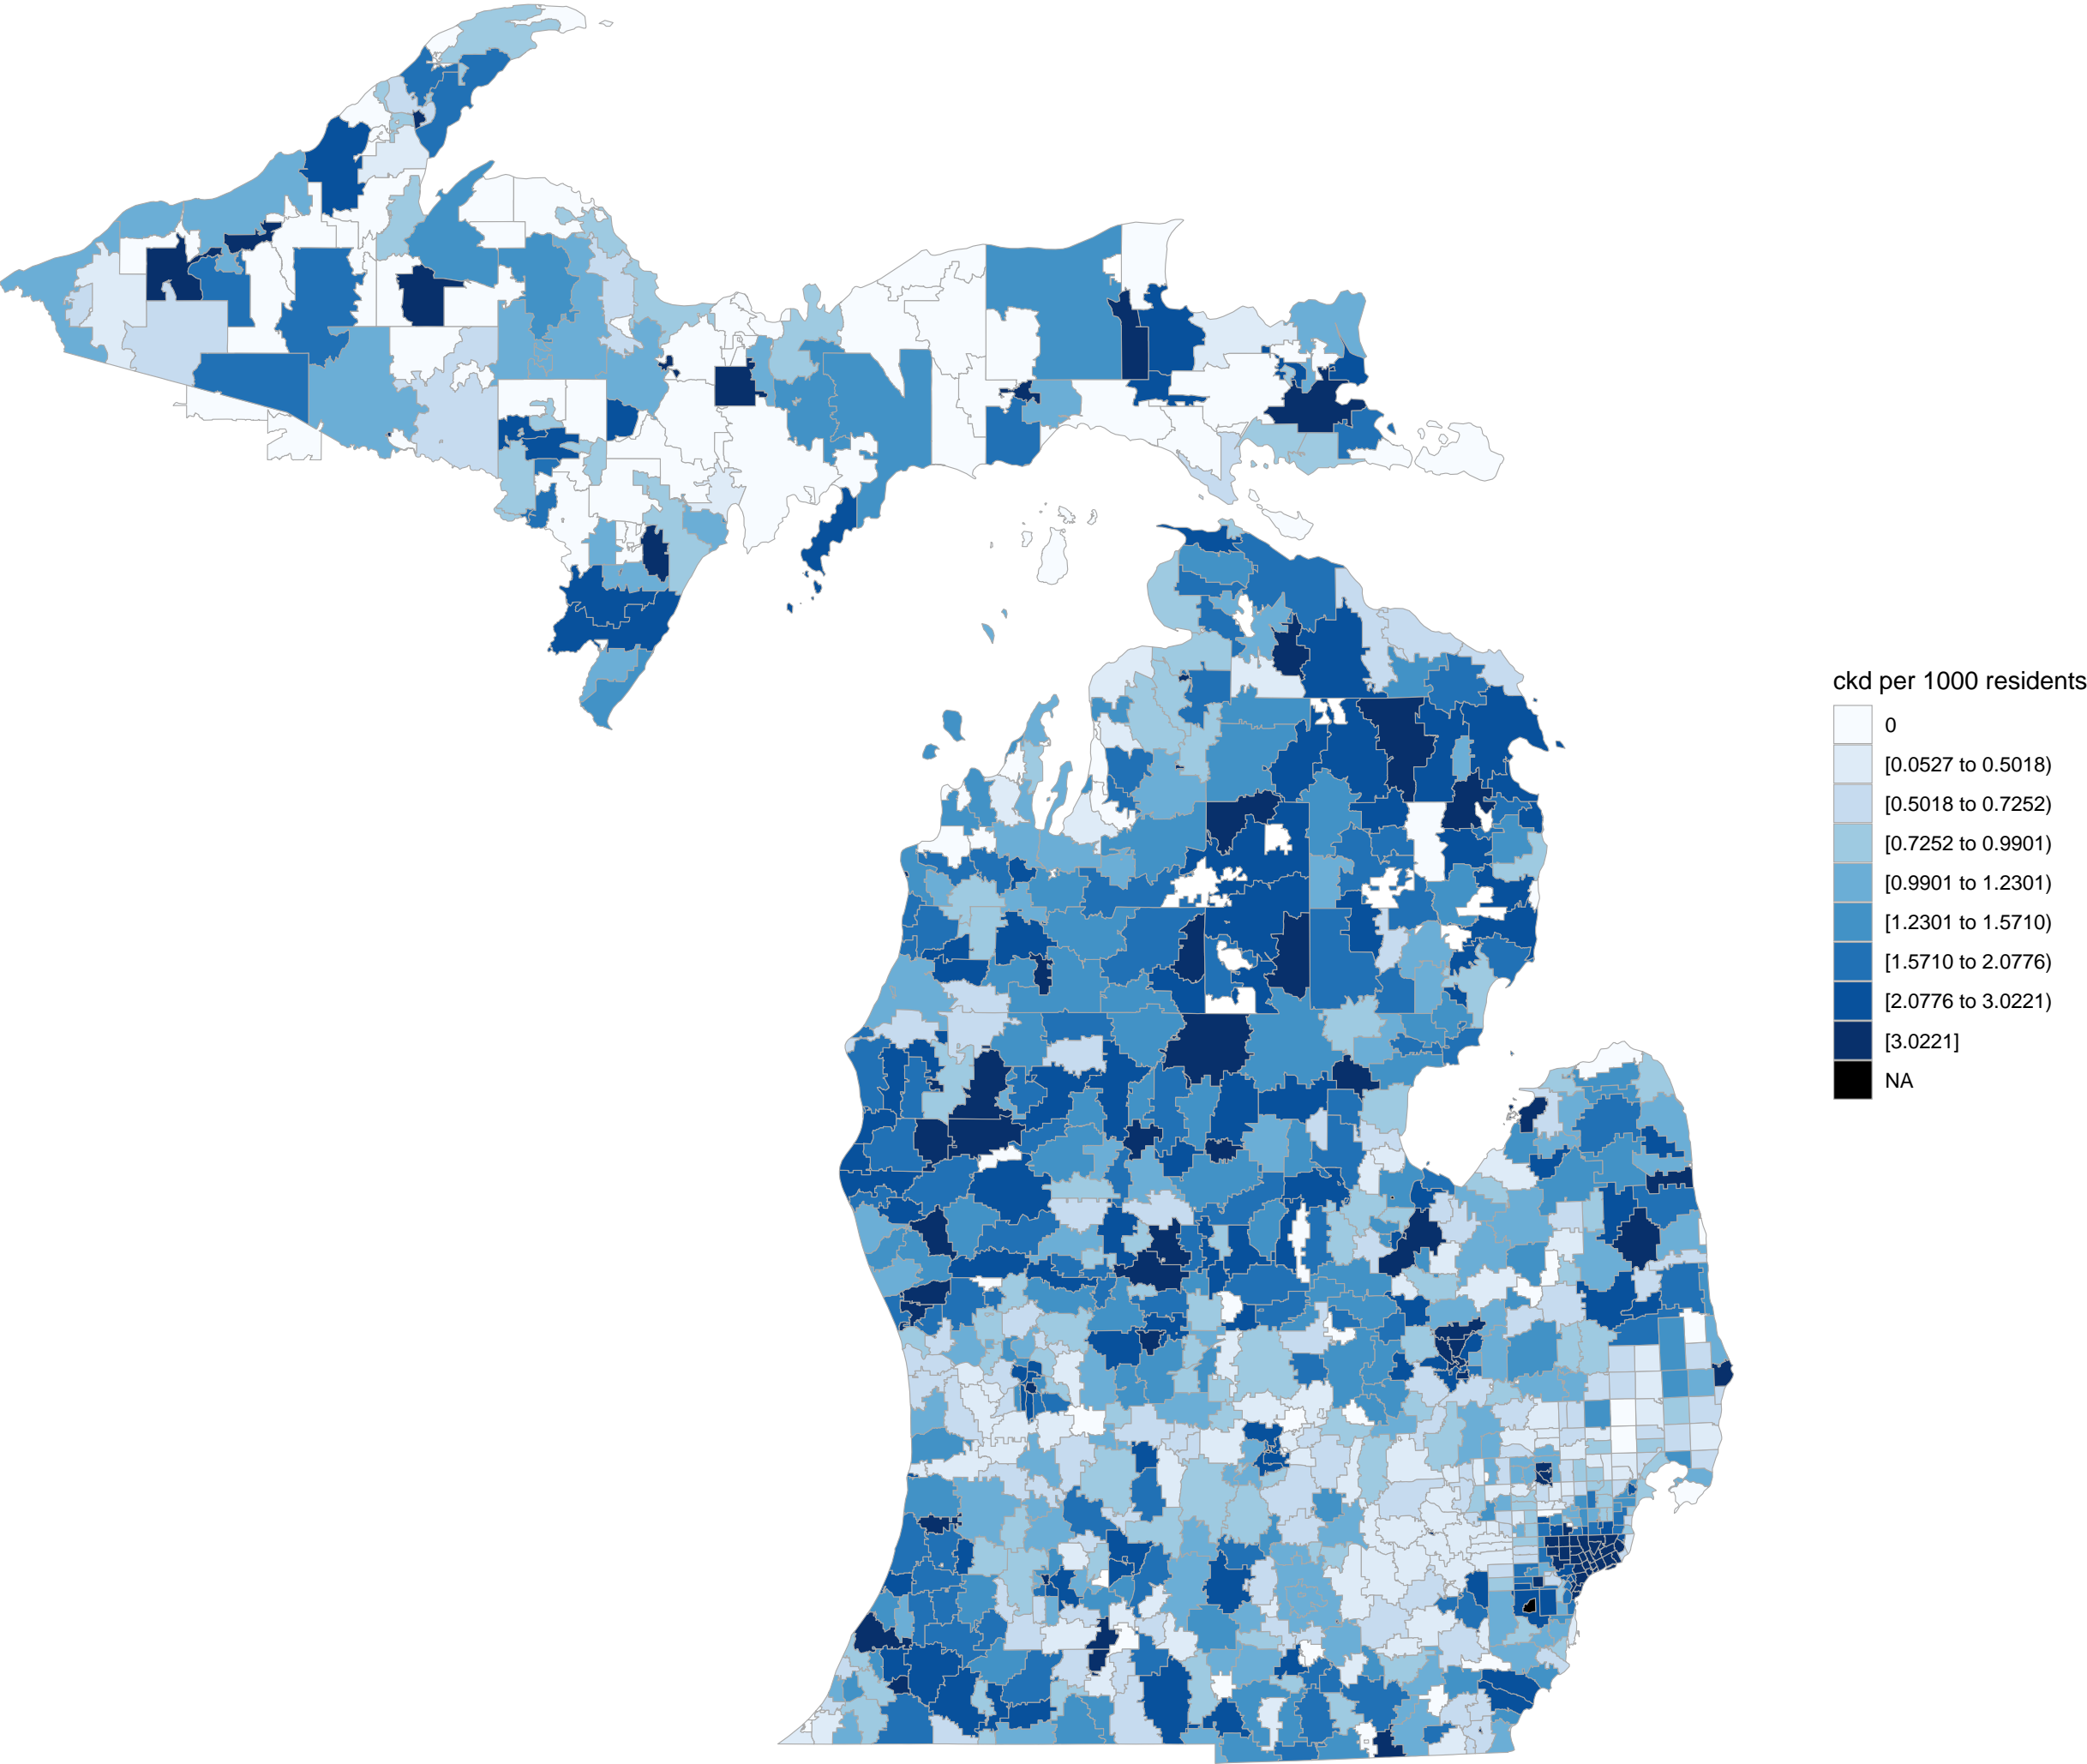 ckd per 1000 residents
0
[0.0527 to 0.5018)
[0.5018 to 0.7252)
[0.7252 to 0.9901)
[0.9901 to 1.2301)
[1.2301 to 1.5710)
[1.5710 to 2.0776)
[2.0776 to 3.0221)
[3.0221]
NA